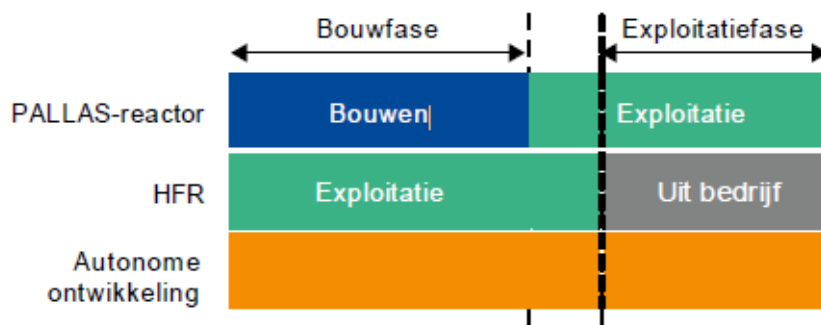 Bouwfase
Exploitatiefase
PALLAS-reactor
Bouwen
Exploitatie
HFR
Exploitatie
Uit bedrijf
Autonome
ontwikkeling